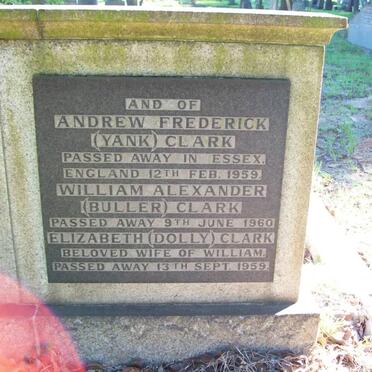 AND OF
ANDREW FREDERICK
(YANK) CLARK
PASSED AWAY IN ESSEX.
ENGLAND 12TH FEB. 1959.
WILLIAM ALEXANDER
(BULLER) CLARK
PASSED AWAY 9TH JUNE 1960
ELIZABETH (DOLLY) CLARK
BELOVED WIFE OF WILLIAM.
PASSED AWAY 13TH SEPT 1959.